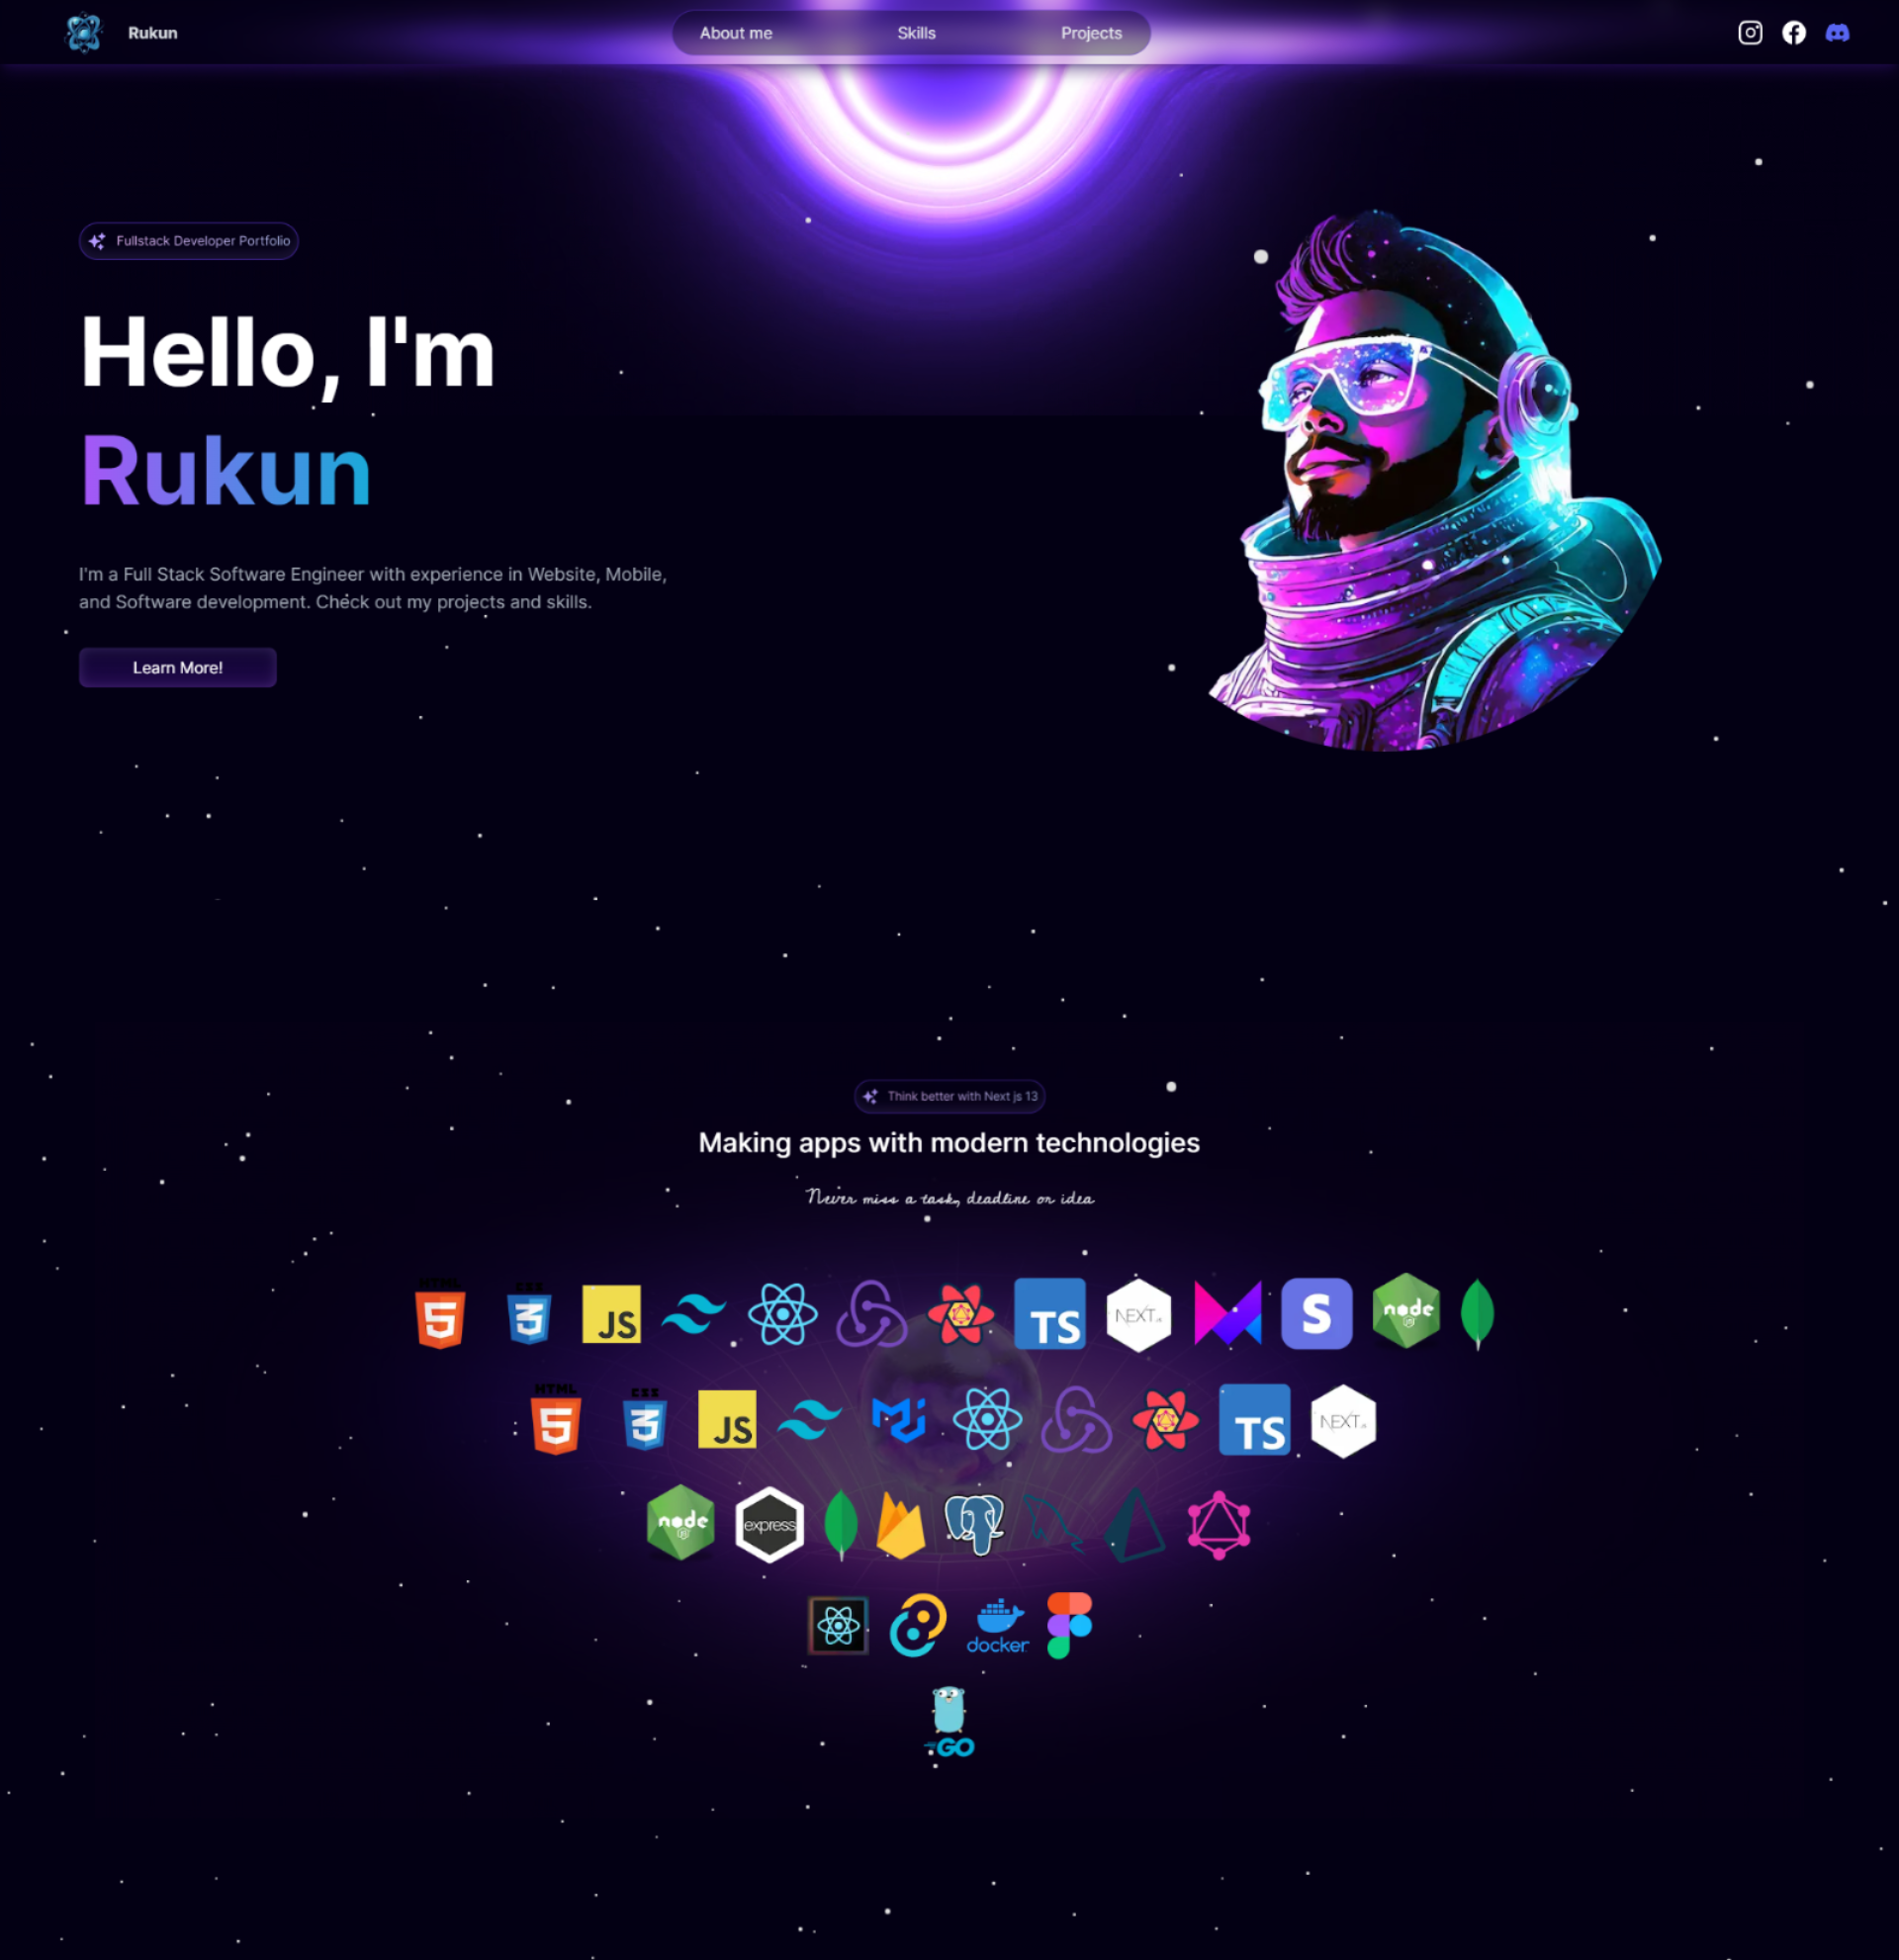 Rukun
About me
Skills
Projects
Fullstack Developer Portfolio
Hello, I'm
Rukun
I'm a Full Stack Software Engineer with experience in Website, Mobile,
and Software development. Check out my projects and skills.
Learn More!
Think better with Next js 13
Making apps with modern technologies
Never miss a task, deadline or idea
HTML
5
CSS
3
JS
TS
NEXT.js
S
node
JS
HTML
5
CSS
3
JS
TS
NEXT.js
node
JS
express
docker
GO